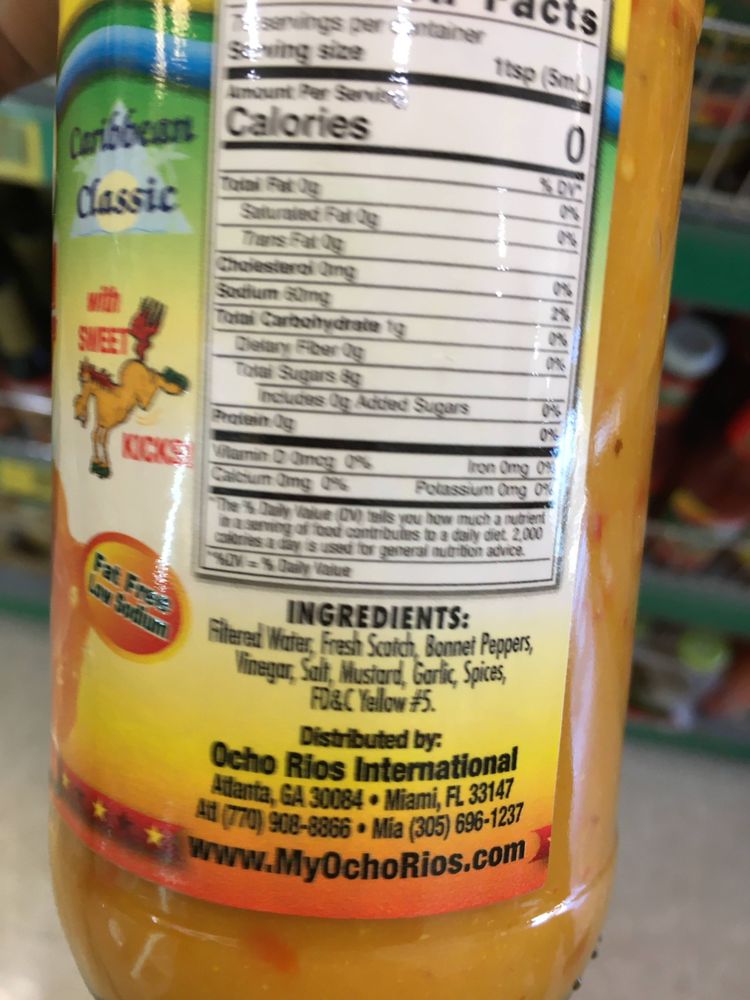 Facts
servings per container
Serving size 1tsp (5mL)
Amount Per Serving
Calories 0
% DV*
Total Fat 0g 0%
Saturated Fat 0g 0%
Trans Fat 0g
Cholesterol 0mg 0%
Sodium 60mg 2%
Total Carbohydrate 1g 0%
Dietary Fiber 0g 0%
Total Sugars 8g
Includes 0g Added Sugars 0%
Protein 0g 0%
Vitamin D 0mcg 0% Iron 0mg 0%
Calcium 0mg 0% Potassium 0mg 0%
*The % Daily Value (DV) tells you how much a nutrient
in a serving of food contributes to a daily diet. 2,000
calories a day is used for general nutrition advice.
*%DV = % Daily Value
Caribbean
Classic
with
SWEET
KICKE
Fat Free
Low Sodium
INGREDIENTS:
Filtered Water, Fresh Scotch, Bonnet Peppers,
Vinegar, Salt, Mustard, Garlic, Spices,
FD&C Yellow #5.
Distributed by:
Ocho Rios International
Atlanta, GA 30084 • Miami, FL 33147
Atl (770) 908-8866 • Mia (305) 696-1237
www.MyOchoRios.com